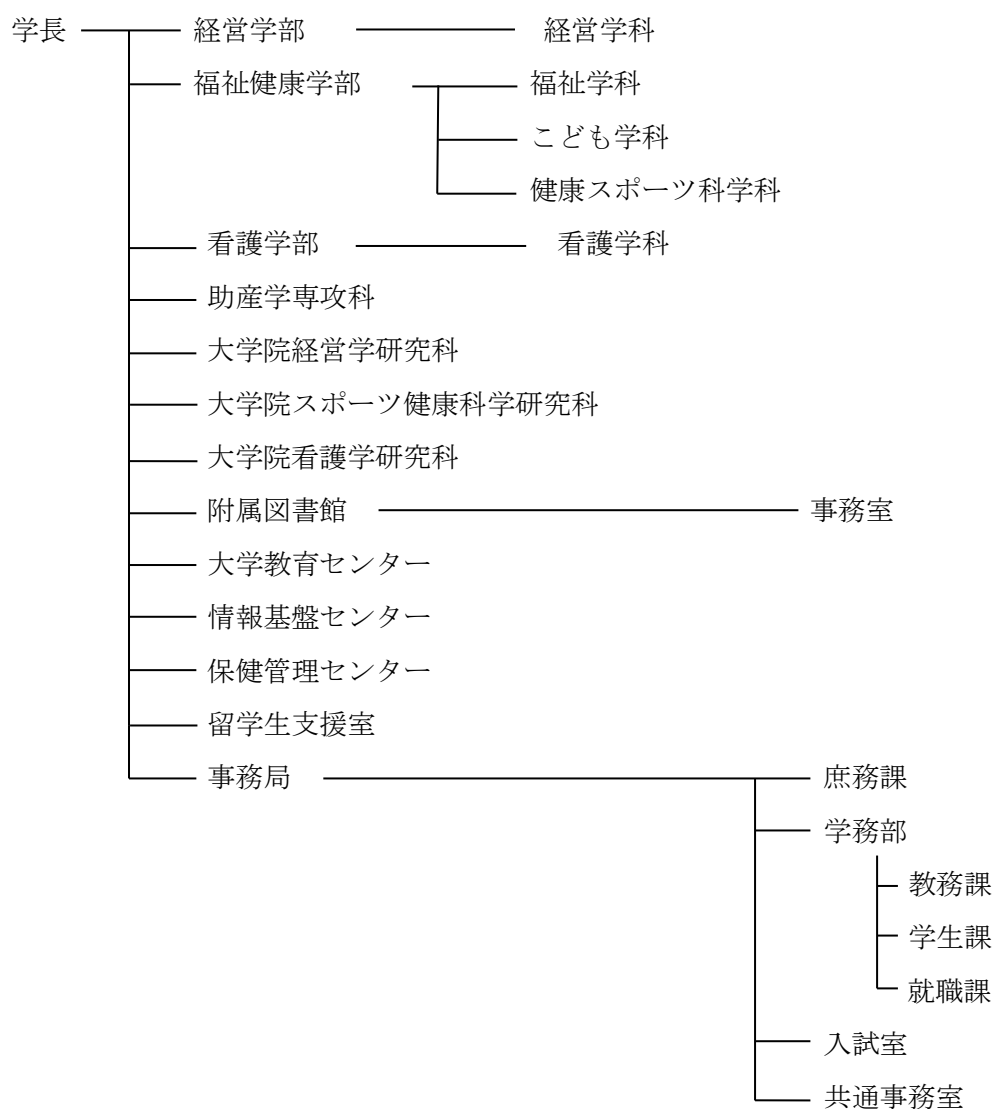 学長 経営学部 経営学科
福祉健康学部 福祉学科
こども学科
健康スポーツ科学科
看護学部 看護学科
助産学専攻科
大学院経営学研究科
大学院スポーツ健康科学研究科
大学院看護学研究科
附属図書館 事務室
大学教育センター
情報基盤センター
保健管理センター
留学生支援室
事務局 庶務課
学務部
教務課
学生課
就職課
入試室
共通事務室